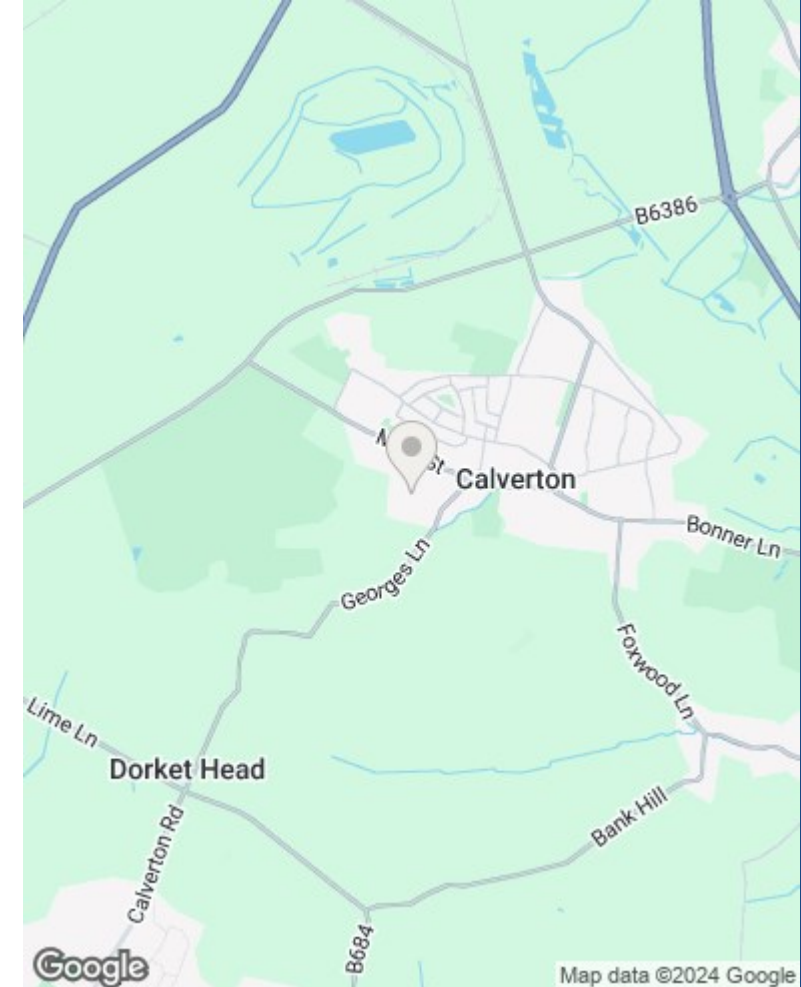 B6386
St
Calverton
Bonner Ln
Georges Ln
Foxwood Ln
Lime Ln
Dorket Head
Bank Hill
Calverton Rd
B684
Google
Map data ©2024 Google